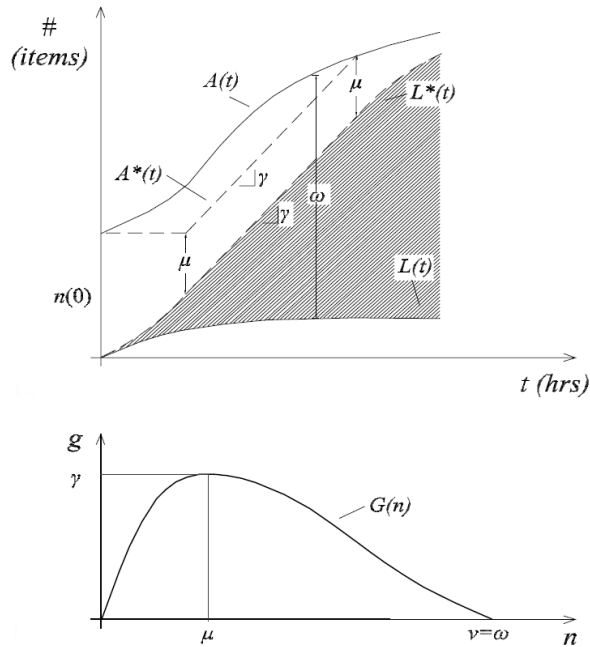 #
(items)
A(t)
μ
L*(t)
A*(t)
γ
ω
γ
μ
L(t)
n(0)
t (hrs)
g
γ
G(n)
μ
ν=ω
n